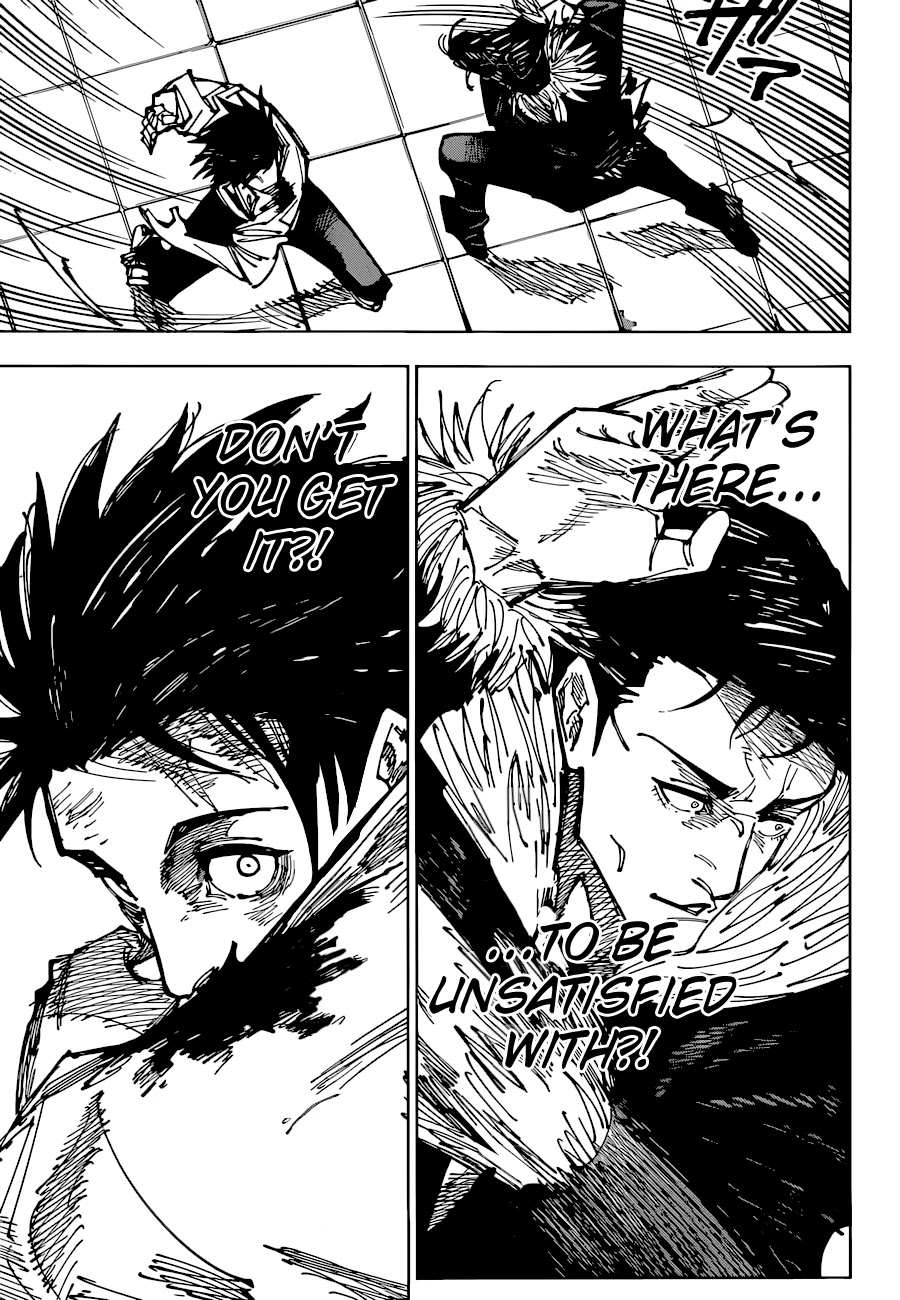 WHAT'S
THERE...
...TO BE
UNSATISFIED
WITH?!
DON'T
YOU GET
IT?!